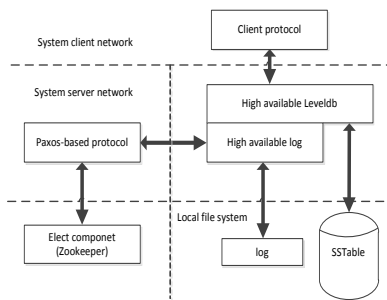 Client protocol
System client network
System server network
High available Leveldb
Paxos-based protocol
High available log
Local file system
Elect componet
(Zookeeper)
log
SSTable